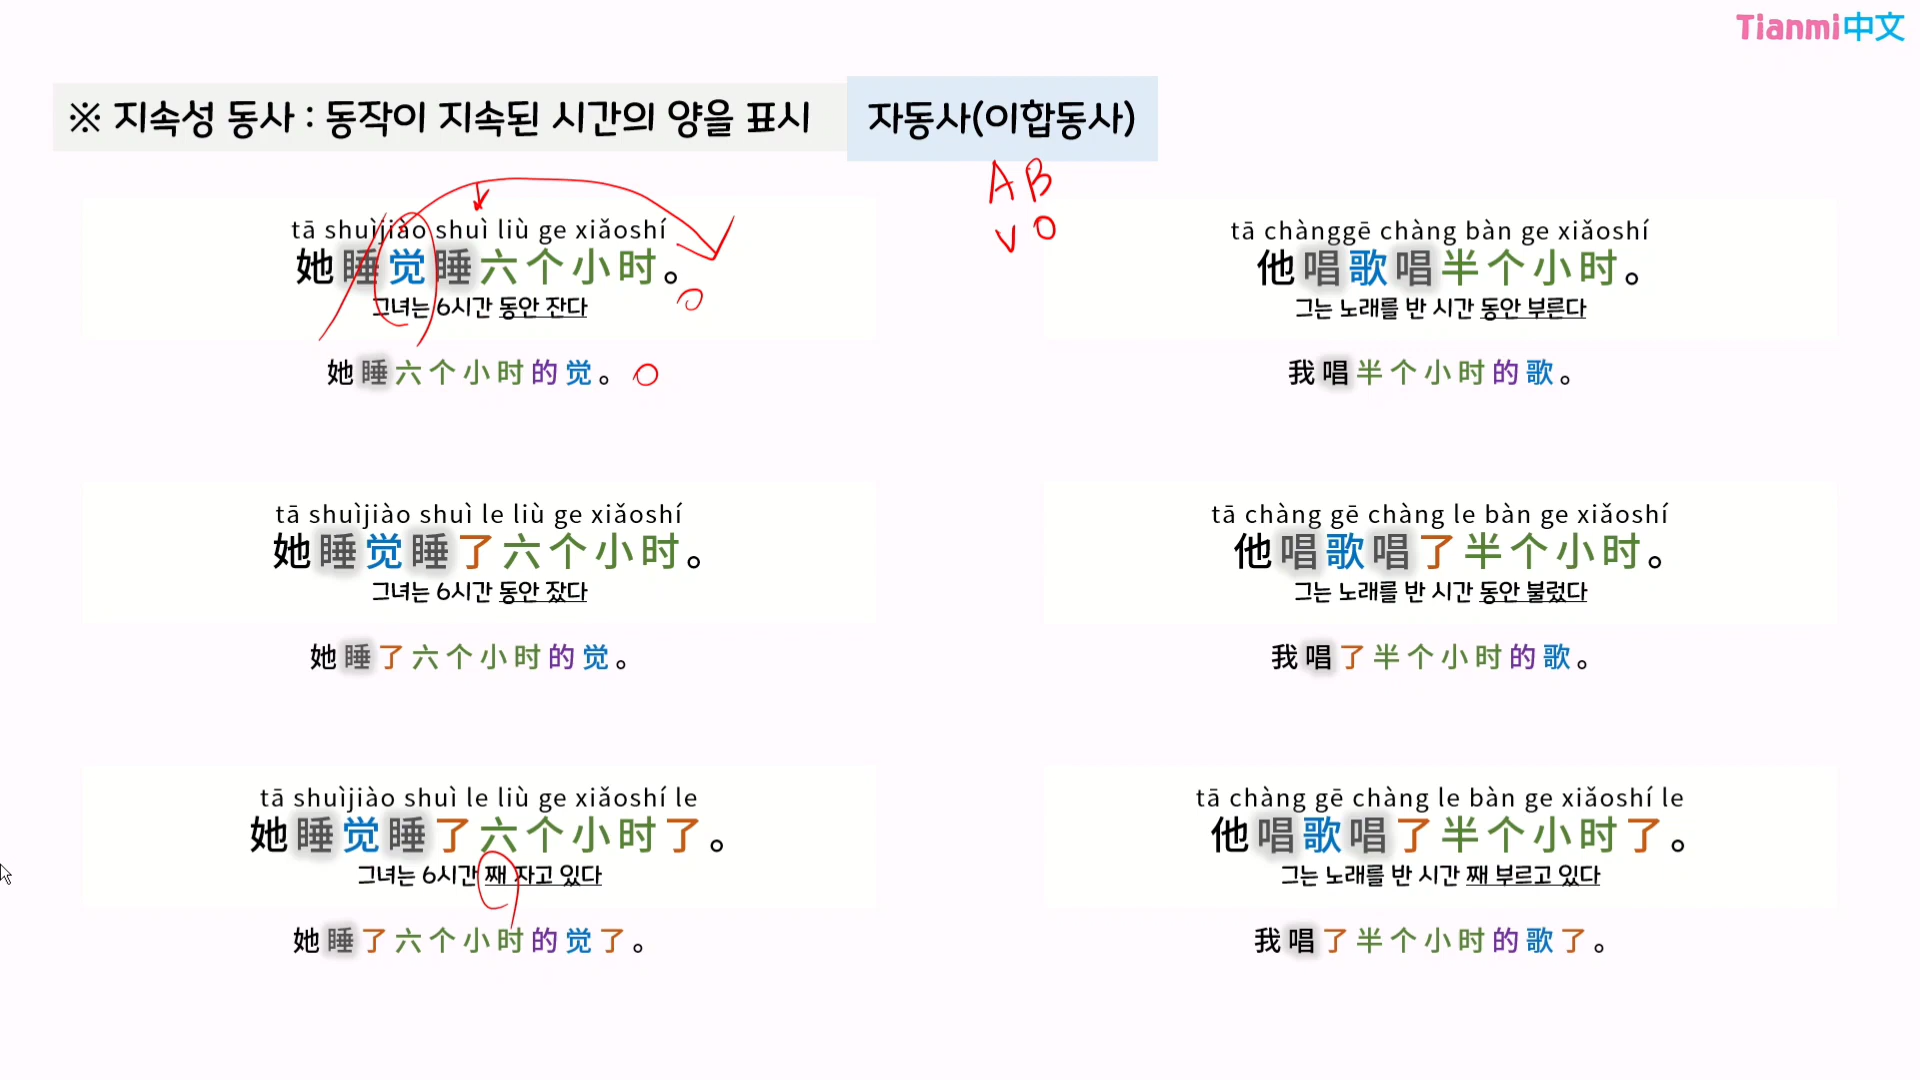 Tianmi中文
※ 지속성 동사 : 동작이 지속된 시간의 양을 표시
자동사(이합동사)
A B
V O
tā shuìjiào shuì liù ge xiǎoshí
她睡觉睡六个小时。
그녀는 6시간 동안 잔다
她睡六个小时的觉。
tā shuìjiào shuì le liù ge xiǎoshí
她睡觉睡了六个小时。
그녀는 6시간 동안 잤다
她睡了六个小时的觉。
tā shuìjiào shuì le liù ge xiǎoshí le
她睡觉睡了六个小时了。
그녀는 6시간 째 자고 있다
她睡了六个小时的觉了。
tā chànggē chàng bàn ge xiǎoshí
他唱歌唱半个小时。
그는 노래를 반 시간 동안 부른다
我唱半个小时的歌。
tā chàng gē chàng le bàn ge xiǎoshí
他唱歌唱了半个小时。
그는 노래를 반 시간 동안 불렀다
我唱了半个小时的歌。
tā chàng gē chàng le bàn ge xiǎoshí le
他唱歌唱了半个小时了。
그는 노래를 반 시간 째 부르고 있다
我唱了半个小时的歌了。